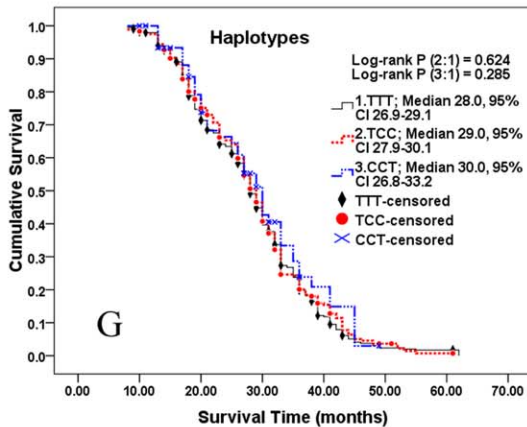 Haplotypes
Log-rank P (2:1) = 0.624
Log-rank P (3:1) = 0.285
1.TTT; Median 28.0, 95%
CI 26.9-29.1
2.TCC; Median 29.0, 95%
CI 27.9-30.1
3.CCT; Median 30.0, 95%
CI 26.8-33.2
TTT-censored
TCC-censored
CCT-censored
Cumulative Survival
1.0
0.9
0.8
0.7
0.6
0.5
0.4
0.3
0.2
0.1
0.0
G
0.00 10.00 20.00 30.00 40.00 50.00 60.00 70.00
Survival Time (months)